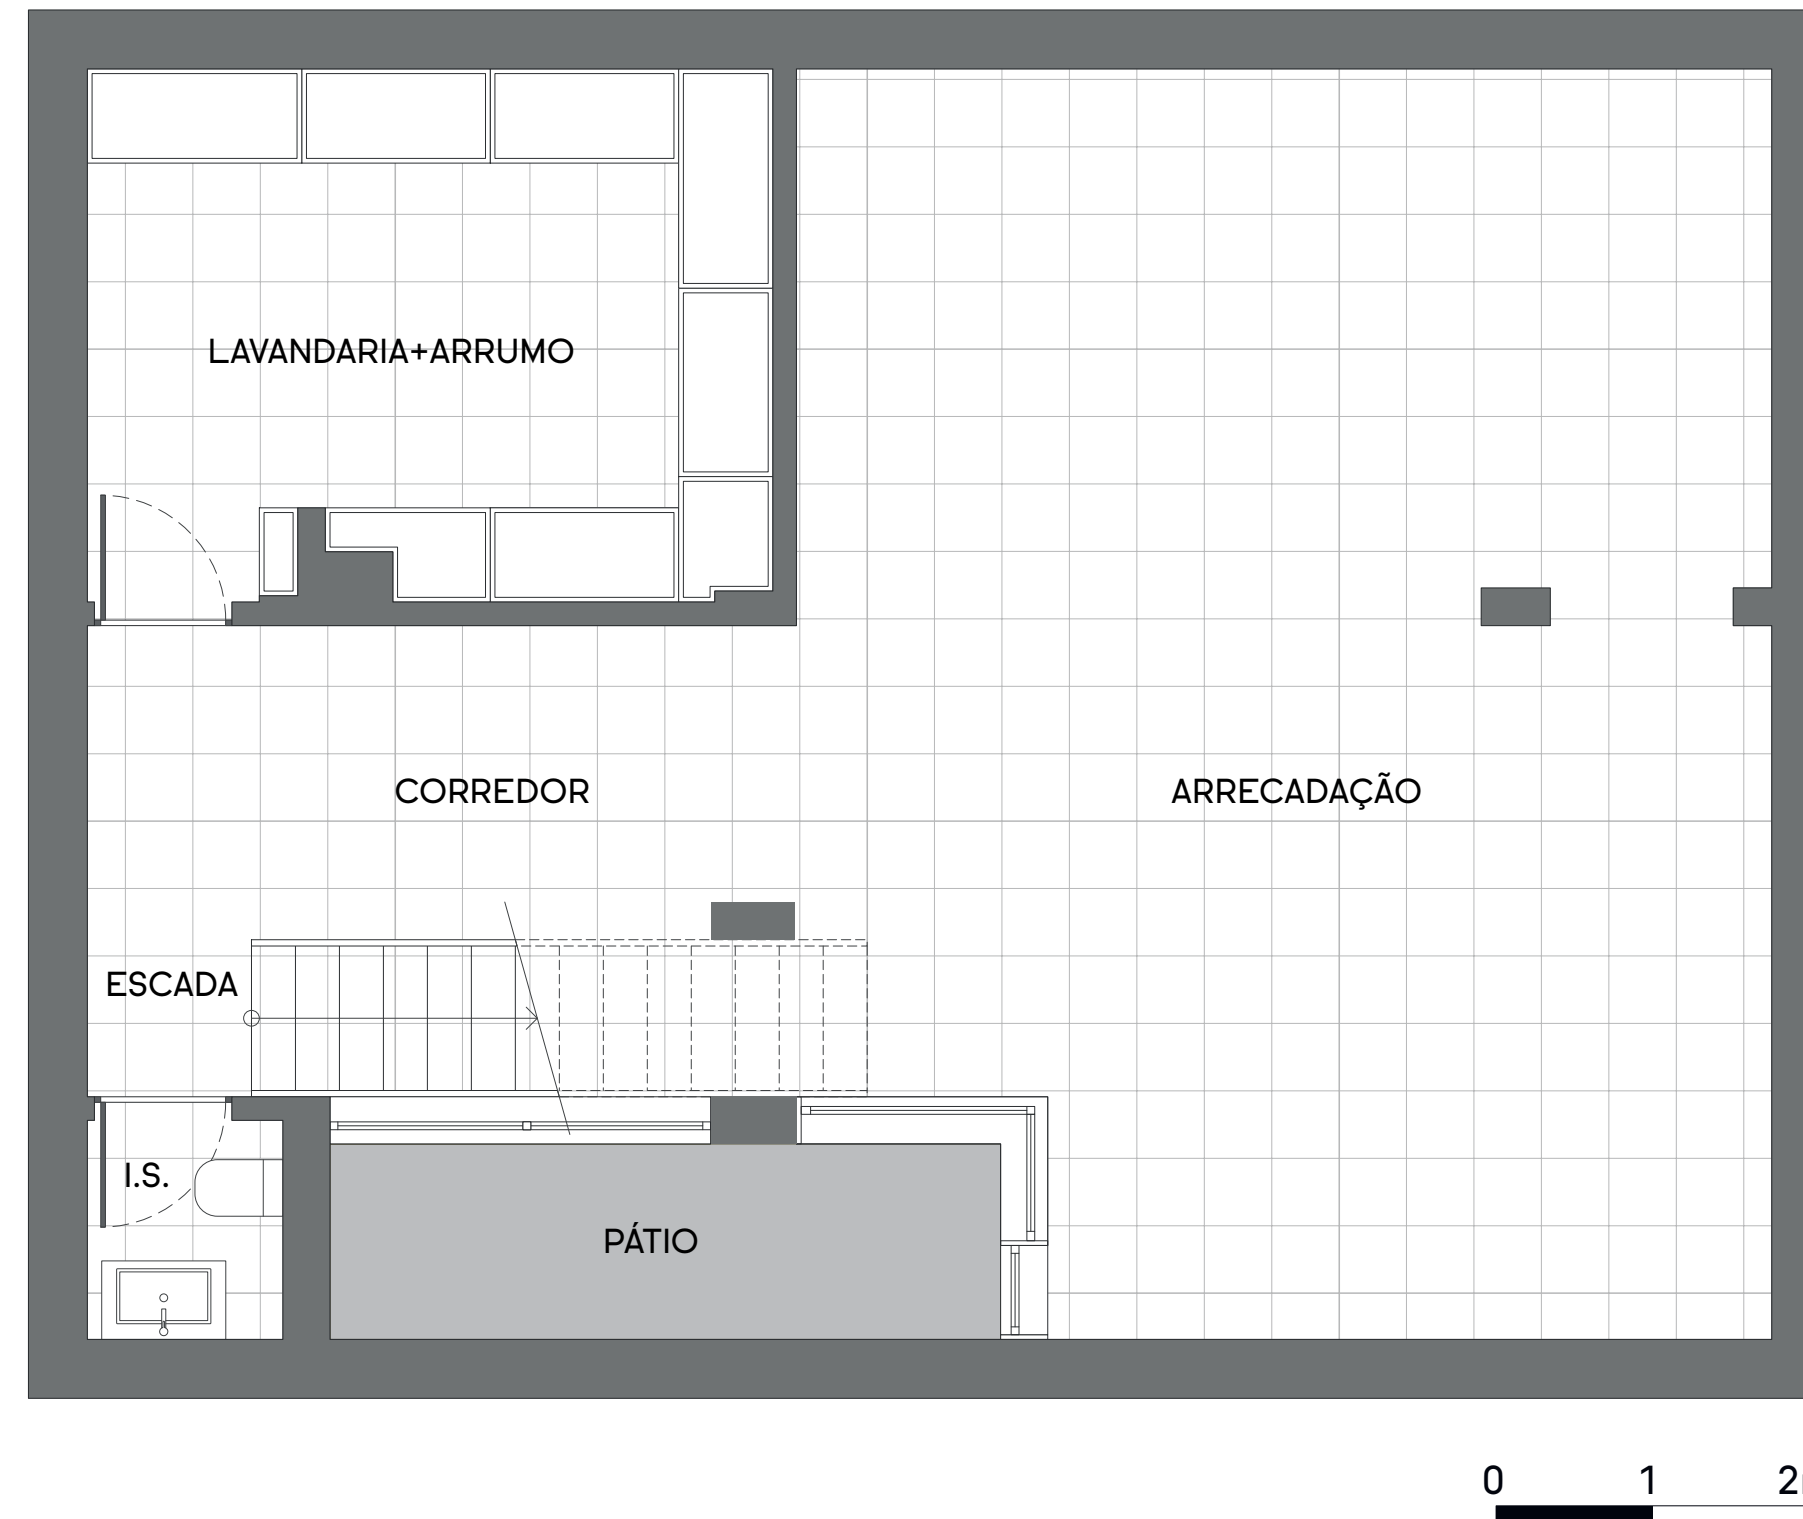 LAVANDARIA+ARRUMO
CORREDOR
ARRECADAÇÃO
ESCADA
I.S.
PÁTIO
0 1 2